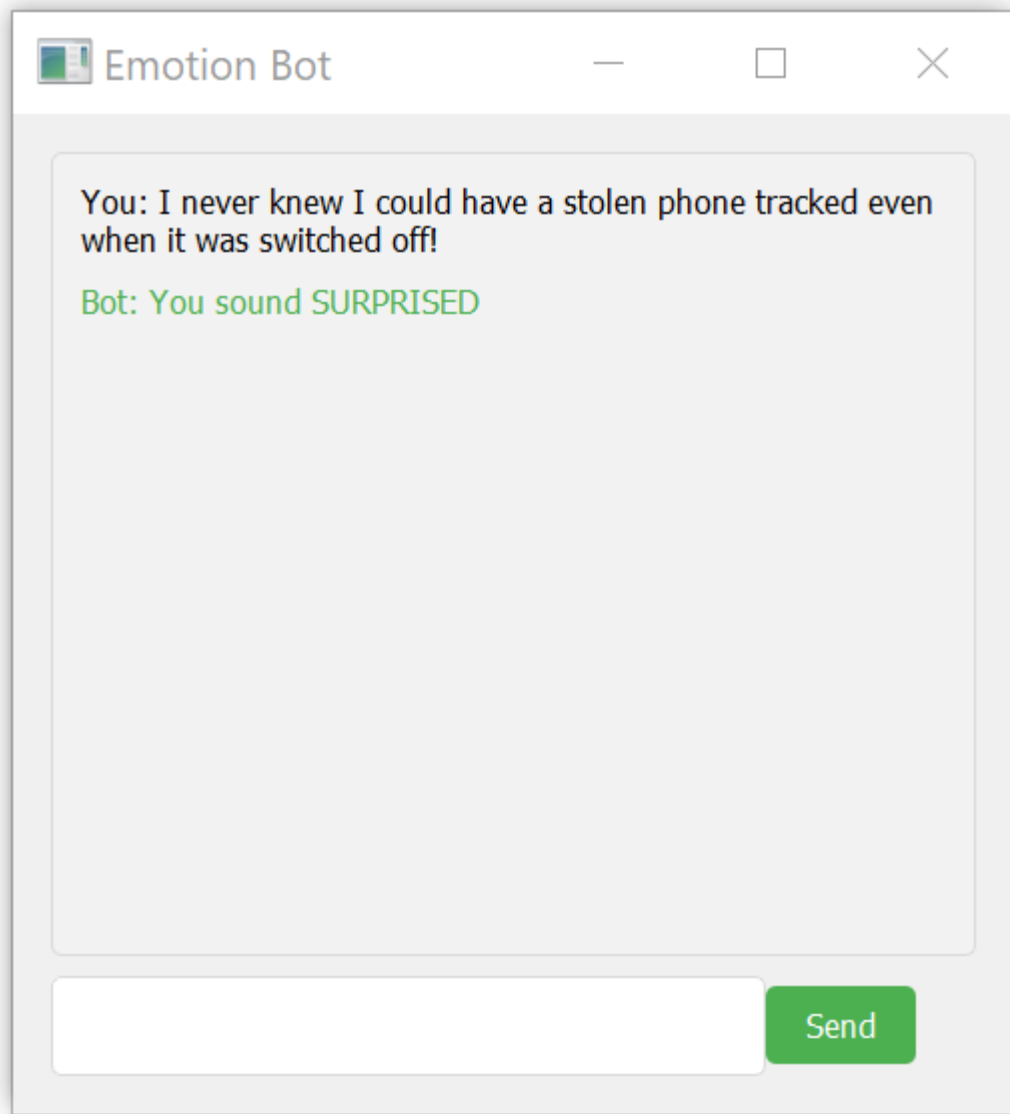 Emotion Bot
You: I never knew I could have a stolen phone tracked even
when it was switched off!
Bot: You sound SURPRISED
Send